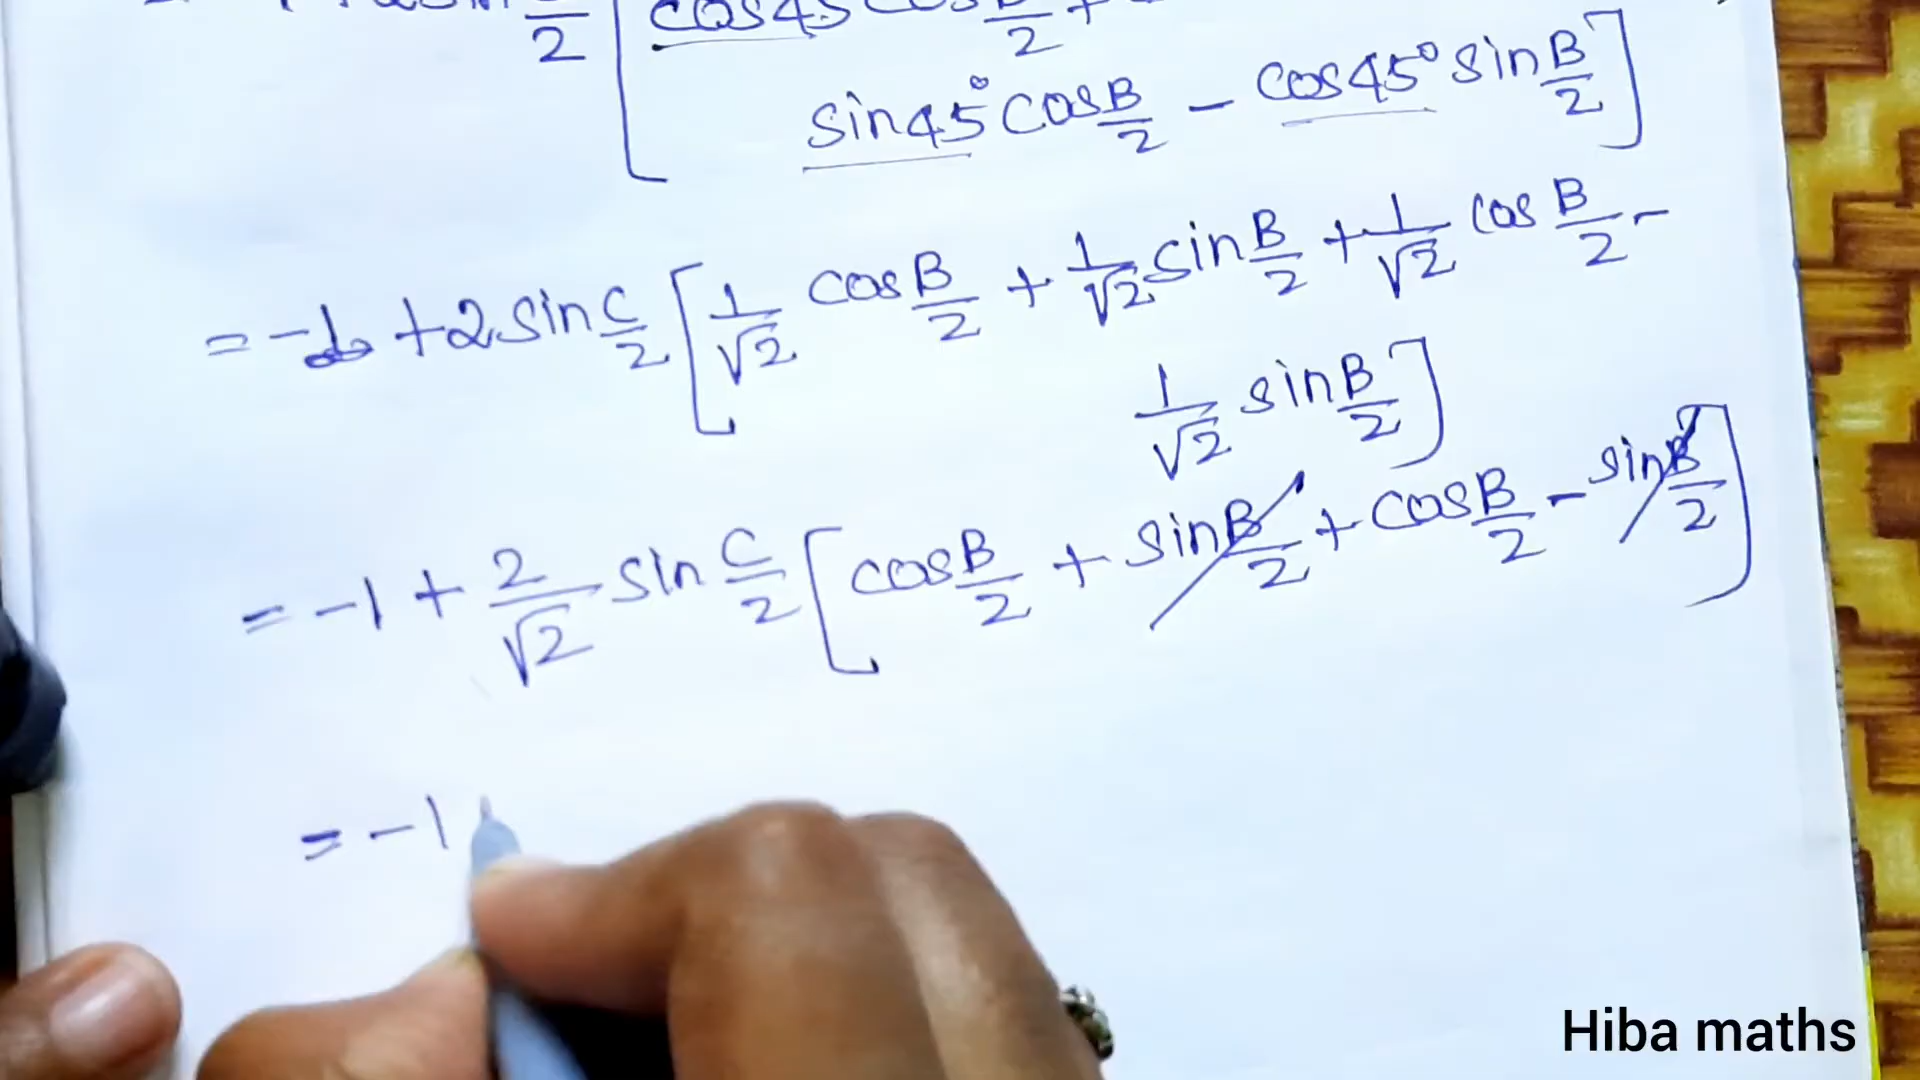 2 [cos45 cos B/2 +
sin45° cos B/2 - cos45° sin B/2]
= -1 + 2 sin C/2 [1/√2 cos B/2 + 1/√2 sin B/2 + 1/√2 cos B/2 -
1/√2 sin B/2]
= -1 + 2/√2 sin C/2 [cos B/2 + sin B/2 + cos B/2 - sin B/2]
= -1
Hiba maths